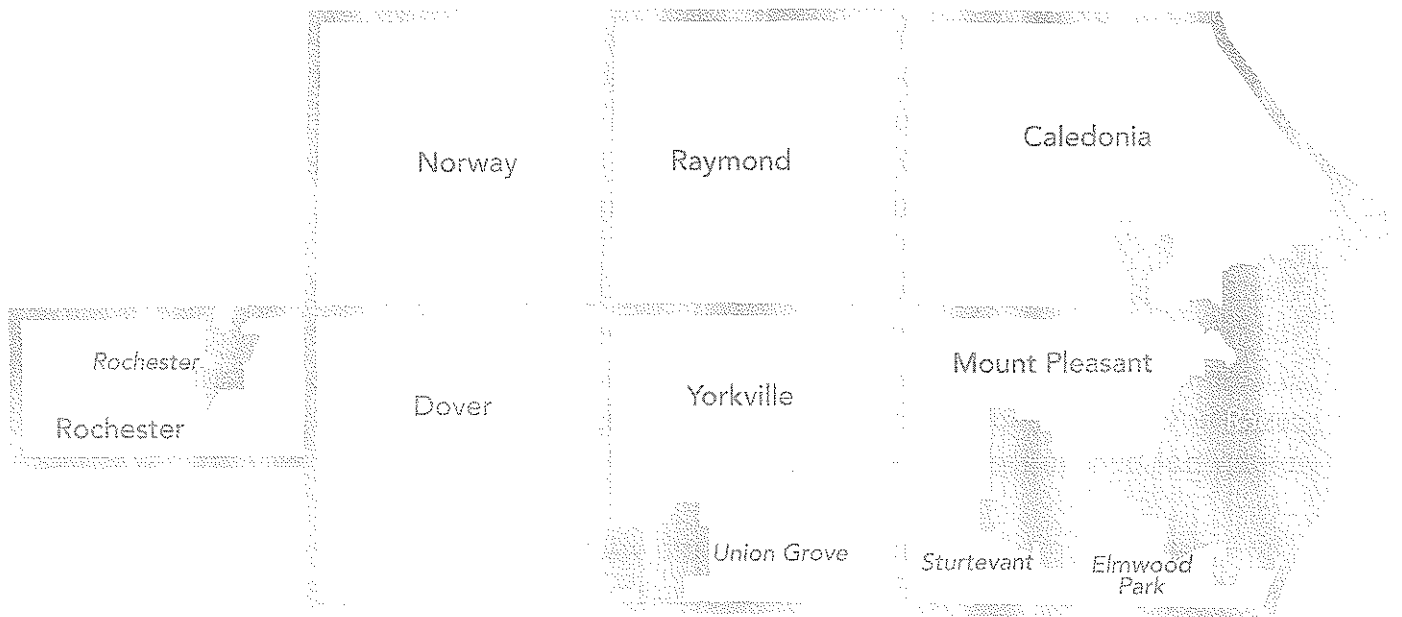 Norway
Raymond
Caledonia
Rochester
Rochester
Dover
Yorkville
Mount Pleasant
Union Grove
Sturtevant
Elmwood
Park